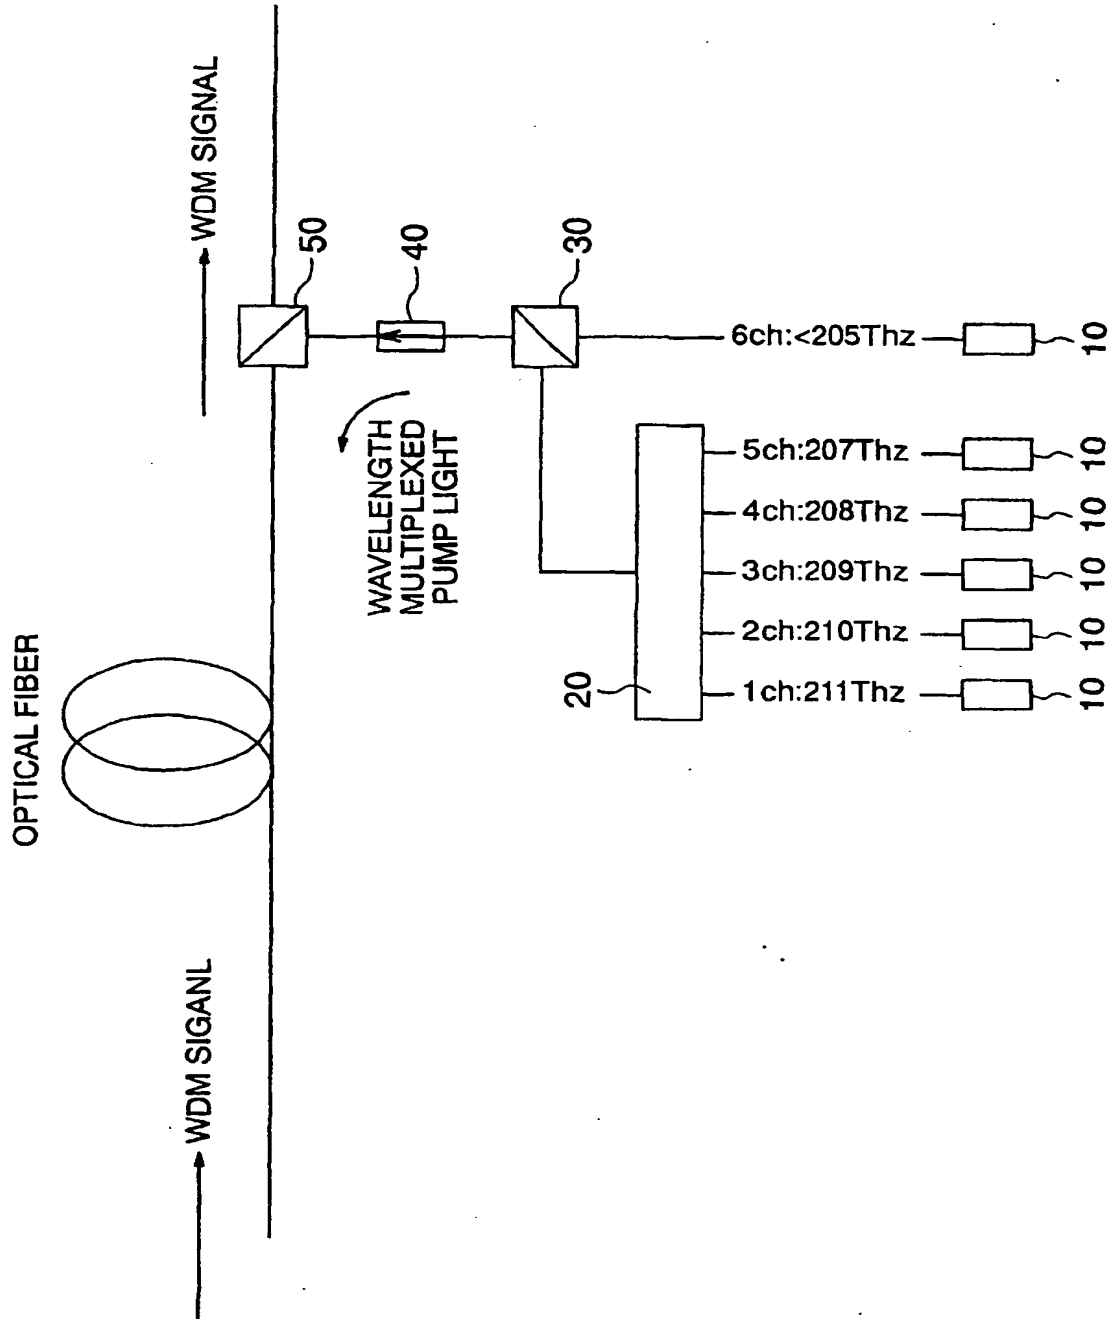 OPTICAL FIBER
WDM SIGANL
WDM SIGNAL
50
40
WAVELENGTH
MULTIPLEXED
PUMP LIGHT
30
20
1ch:211Thz
2ch:210Thz
3ch:209Thz
4ch:208Thz
5ch:207Thz
6ch:<205Thz
10
10
10
10
10
10